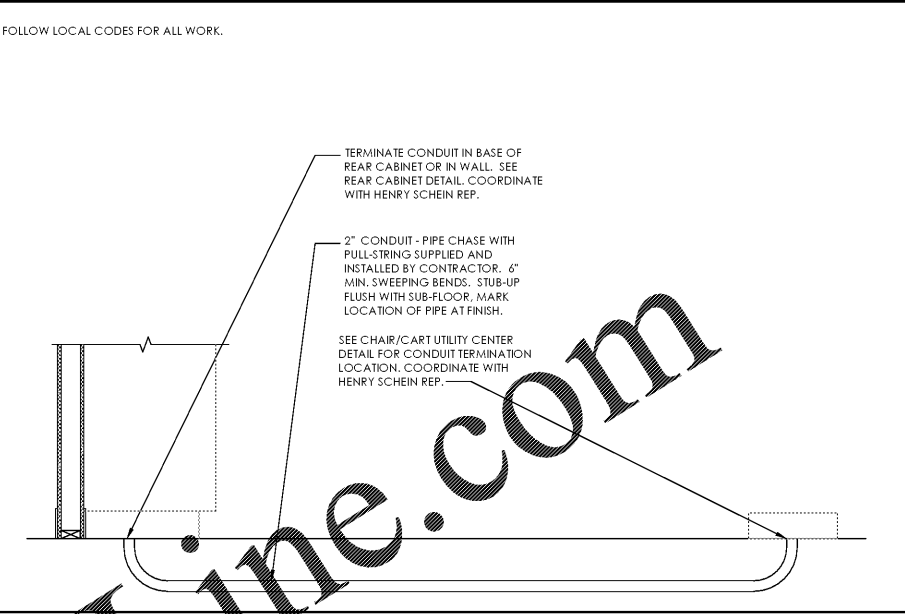 FOLLOW LOCAL CODES FOR ALL WORK.
TERMINATE CONDUIT IN BASE OF
REAR CABINET OR IN WALL. SEE
REAR CABINET DETAIL. COORDINATE
WITH HENRY SCHEIN REP.
2" CONDUIT - PIPE CHASE WITH
PULL-STRING SUPPLIED AND
INSTALLED BY CONTRACTOR. 6"
MIN. SWEEPING BENDS. STUB-UP
FLUSH WITH SUB-FLOOR, MARK
LOCATION OF PIPE AT FINISH.
SEE CHAIR/CART UTILITY CENTER
DETAIL FOR CONDUIT TERMINATION
LOCATION. COORDINATE WITH
HENRY SCHEIN REP.
ine.com